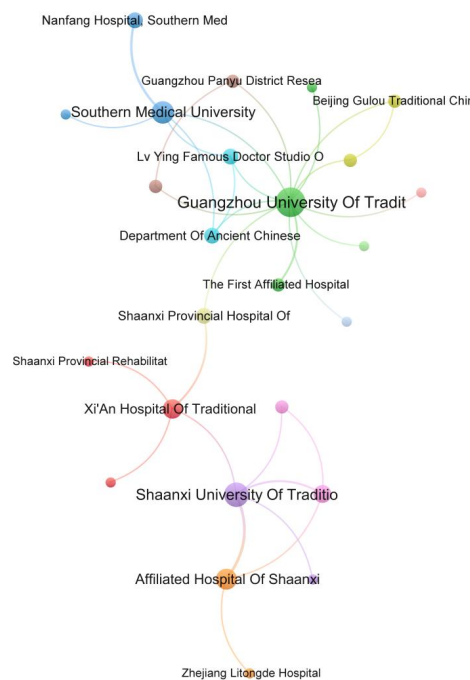 Nanfang Hospital, Southern Med
Guangzhou Panyu District Resea
Beijing Gulou Traditional Chir
Southern Medical University
Lv Ying Famous Doctor Studio O
Guangzhou University Of Tradit
Department Of Ancient Chinese
The First Affiliated Hospital
Shaanxi Provincial Hospital Of
Shaanxi Provincial Rehabilitat
Xi'An Hospital Of Traditional
Shaanxi University Of Traditio
Affiliated Hospital Of Shaanxi
Zhejiang Litongde Hospital